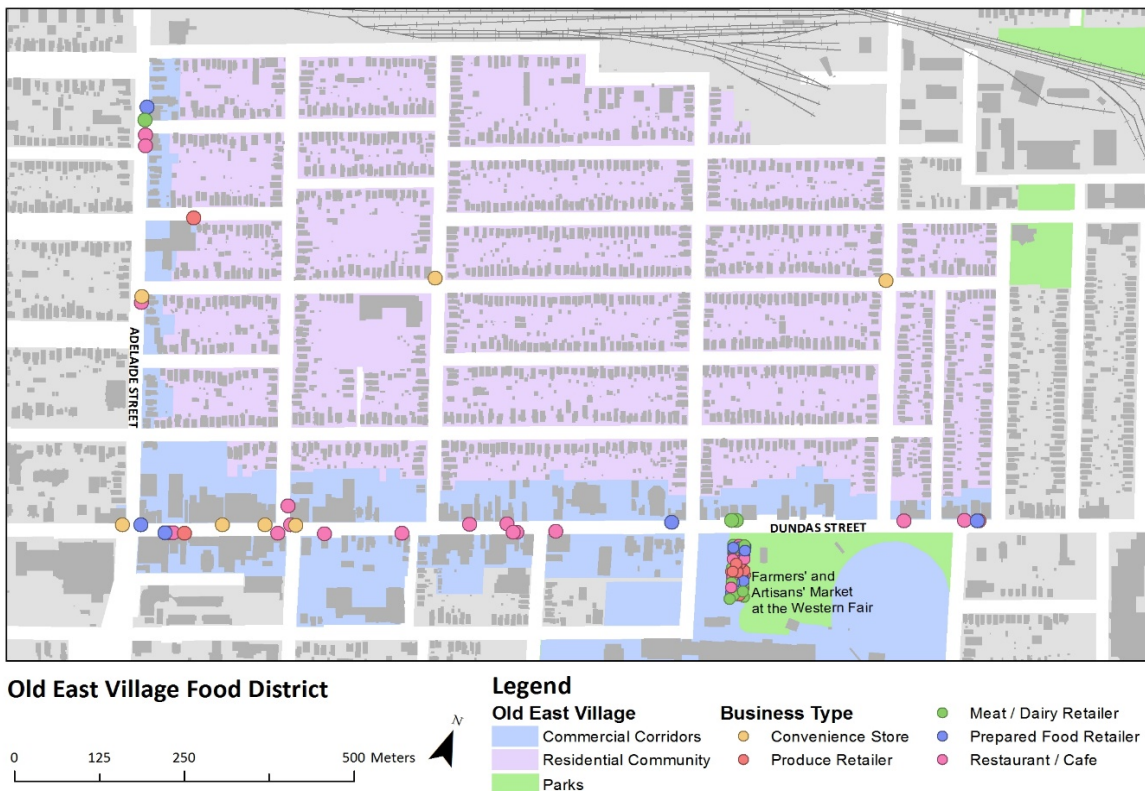 ADELAIDE STREET
DUNDAS STREET
Farmers' and
Artisans' Market
at the Western Fair
Old East Village Food District
0 125 250 500 Meters
N
Legend
Old East Village
Commercial Corridors
Residential Community
Parks
Business Type
Convenience Store
Produce Retailer
Meat / Dairy Retailer
Prepared Food Retailer
Restaurant / Cafe